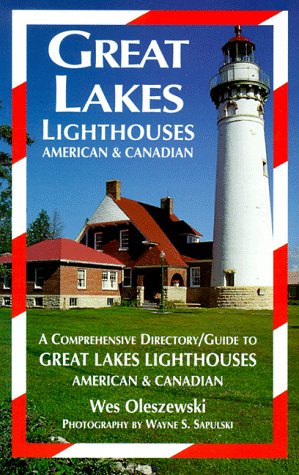 GREAT
LAKES
LIGHTHOUSES
AMERICAN & CANADIAN
A COMPREHENSIVE DIRECTORY/GUIDE TO
GREAT LAKES LIGHTHOUSES
AMERICAN & CANADIAN
Wes Oleszewski
PHOTOGRAPHY BY WAYNE S. SAPULSKI